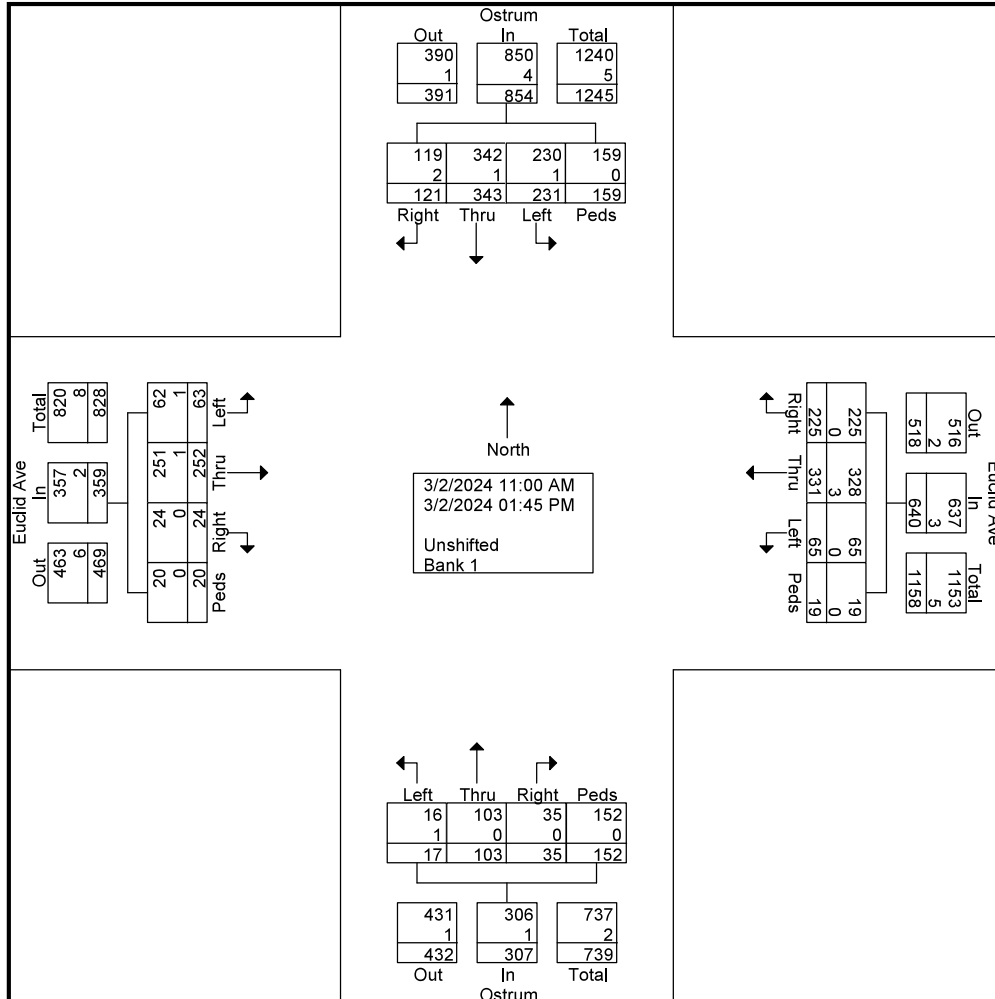 Ostrum
Out In Total
390 850 1240
1 4 5
391 854 1245
119 342 230 159
2 1 1 0
121 343 231 159
Right Thru Left Peds
Euclid Ave
Total In Out
820 357 463
8 2 6
828 359 469
62 251 24 20
1 1 0 0
63 252 24 20
Left Thru Right Peds
North
3/2/2024 11:00 AM
3/2/2024 01:45 PM
Unshifted
Bank 1
Right Thru Left Peds
225 331 65 19
0 3 0 0
225 328 65 19
518 640 1158
2 3 5
516 637 1153
Out In Total
Euclid Ave
Left Thru Right Peds
16 103 35 152
1 0 0 0
17 103 35 152
431 306 737
1 1 2
432 307 739
Out In Total
Ostrum